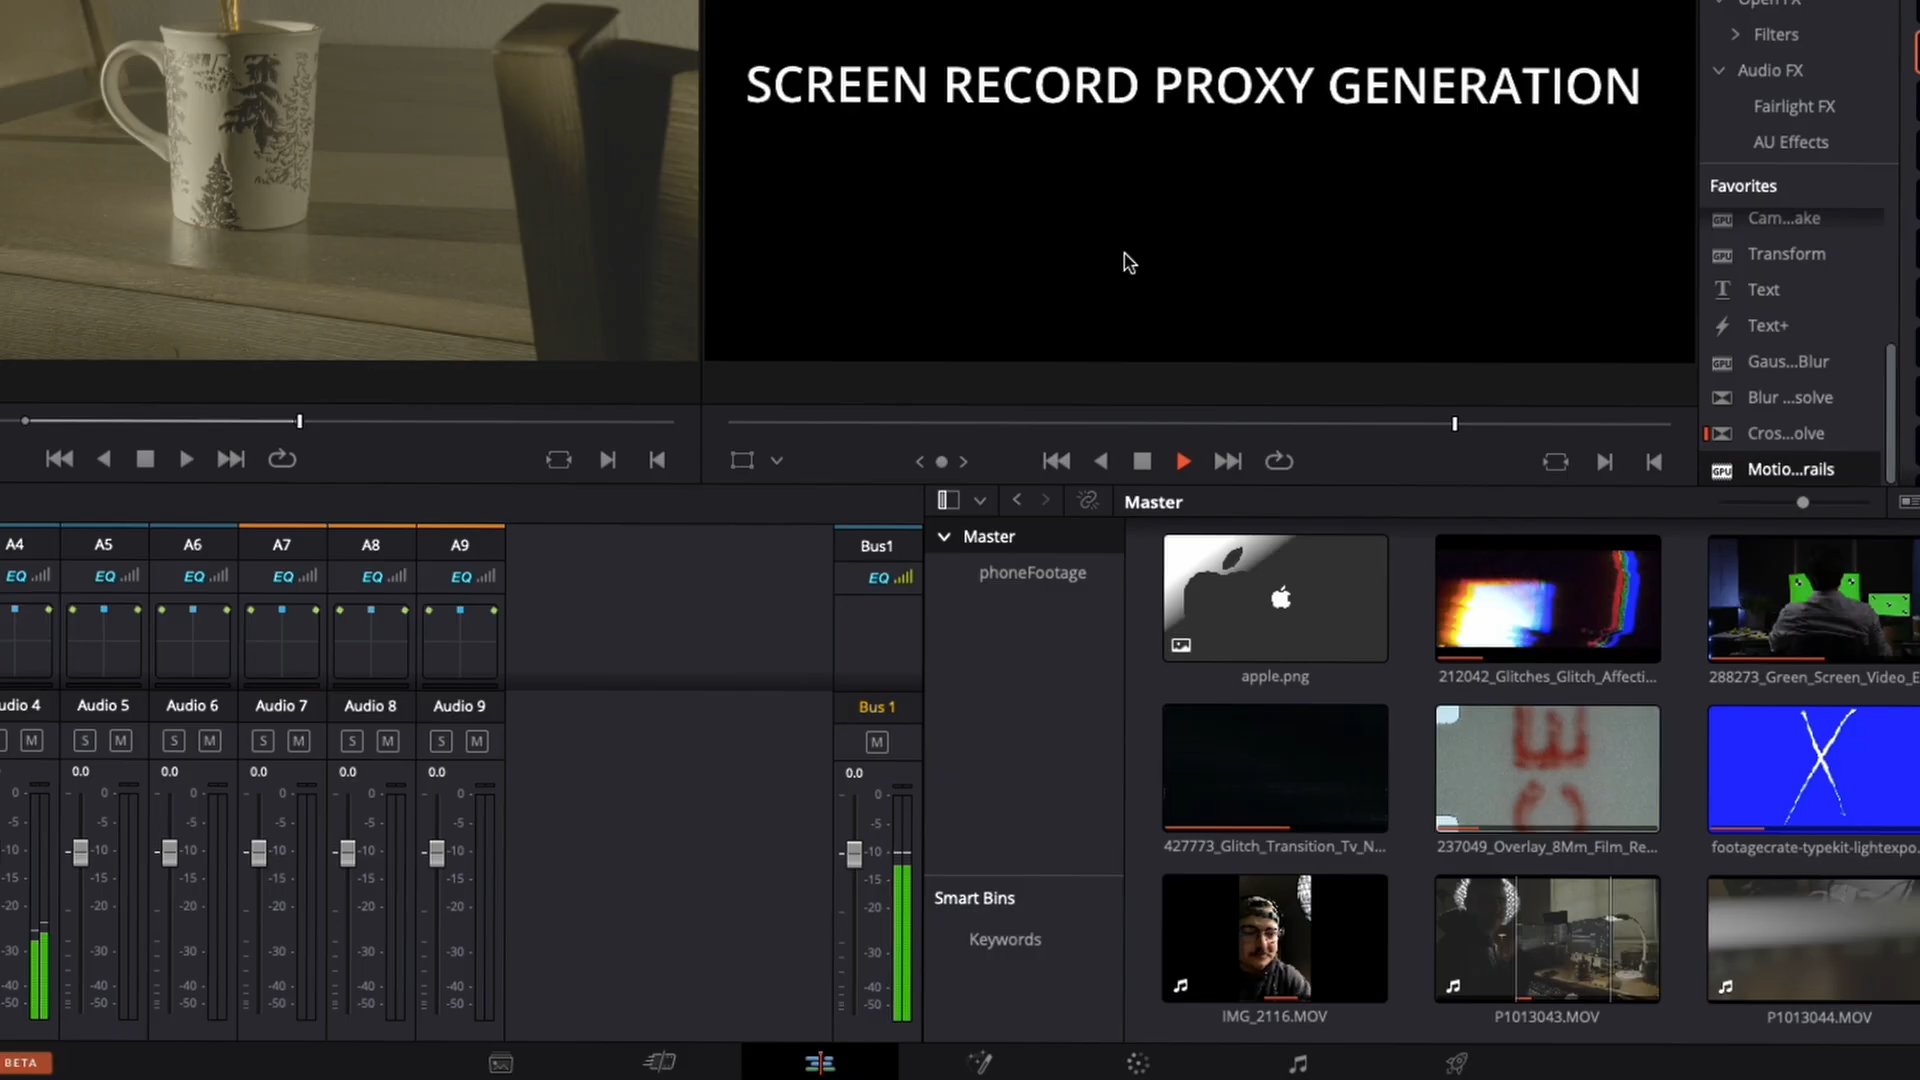 SCREEN RECORD PROXY GENERATION
Open FX
Filters
Audio FX
Fairlight FX
AU Effects
Favorites
Cam...ake
Transform
Text
Text+
Gaus...Blur
Blur ...solve
Cros...olve
Motio...rails
Master
Master
phoneFootage
Smart Bins
Keywords
apple.png
212042_Glitches_Glitch_Affecti...
288273_Green_Screen_Video_E
427773_Glitch_Transition_Tv_N...
237049_Overlay_8Mm_Film_Re...
footagecrate-typekit-lightexpo.
IMG_2116.MOV
P1013043.MOV
P1013044.MOV
A4 A5 A6 A7 A8 A9 Bus1
EQ EQ EQ EQ EQ EQ EQ
udio 4 Audio 5 Audio 6 Audio 7 Audio 8 Audio 9 Bus 1
M S M S M S M S M S M M
0.0 0.0 0.0 0.0 0.0 0.0
0 0 0 0 0 0 0
-5 -5 -5 -5 -5 -5 -5
-10 -10 -10 -10 -10 -10 -10
-15 -15 -15 -15 -15 -15 -15
-20 -20 -20 -20 -20 -20 -20
-30 -30 -30 -30 -30 -30 -30
-40 -40 -40 -40 -40 -40 -40
-50 -50 -50 -50 -50 -50 -50
BETA